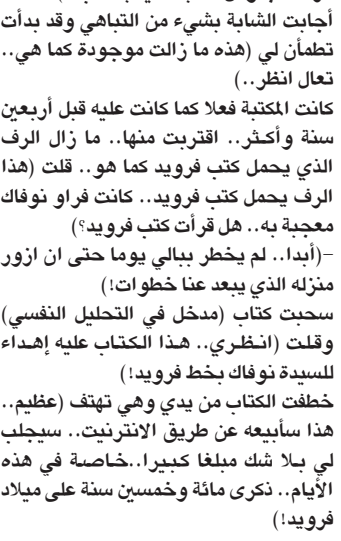 أجابت الشابة بشيء من التباهي وقد بدأت
تطمأن لي (هذه ما زالت موجودة كما هي..
تعال انظر..)
كانت المكتبة فعلا كما كانت عليه قبل أربعين
سنة وأكثر.. اقتربت منها.. ما زال الرف
الذي يحمل كتب فرويد كما هو.. قلت (هذا
الرف يحمل كتب فرويد.. كانت فراو نوفاك
معجبة به.. هل قرأت كتب فرويد؟)
-(أبدا.. لم يخطر ببالي يوما حتى ان ازور
منزله الذي يبعد عنا خطوات!)
سحبت كتاب (مدخل في التحليل النفسي)
وقلت (انظري.. هذا الكتاب عليه إهداء
للسيدة نوفاك بخط فرويد!)
خطفت الكتاب من يدي وهي تهتف (عظيم..
هذا سأبيعه عن طريق الانترنيت.. سيجلب
لي بلا شك مبلغا كبيرا..خاصة في هذه
الأيام.. ذكرى مائة وخمسين سنة على ميلاد
فرويد!)